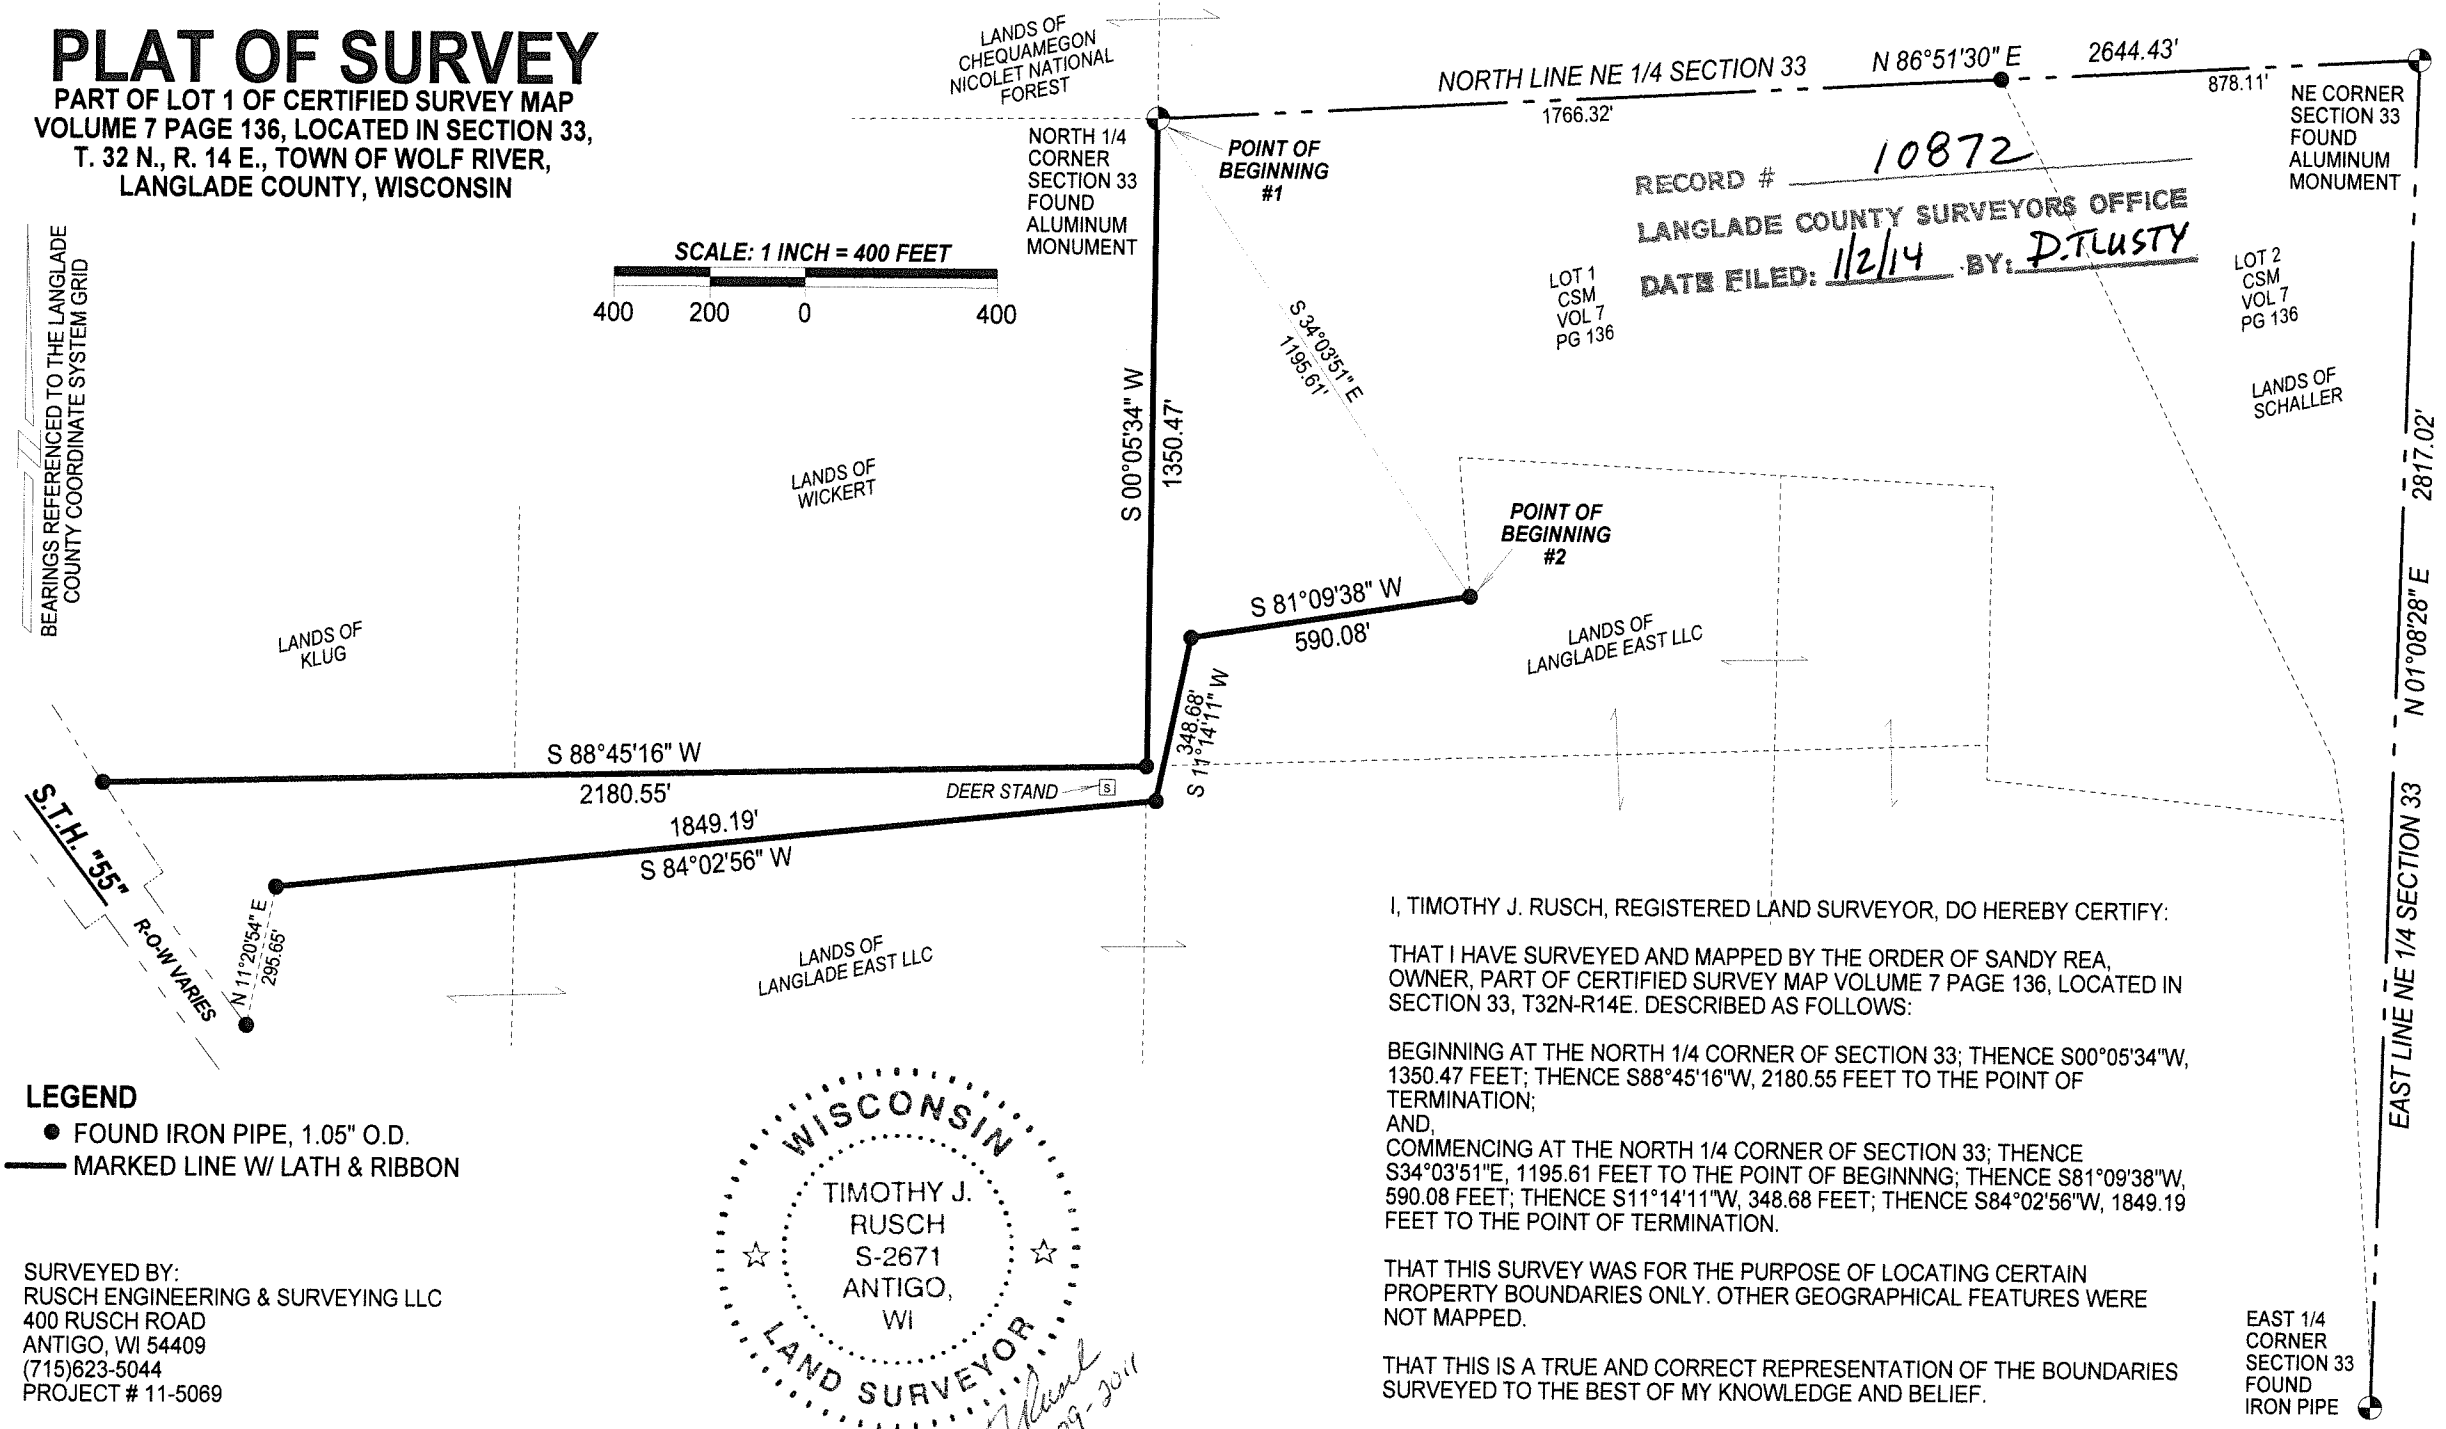 PLAT OF SURVEY
PART OF LOT 1 OF CERTIFIED SURVEY MAP
VOLUME 7 PAGE 136, LOCATED IN SECTION 33,
T. 32 N., R. 14 E., TOWN OF WOLF RIVER,
LANGLADE COUNTY, WISCONSIN
BEARINGS REFERENCED TO THE LANGLADE
COUNTY COORDINATE SYSTEM GRID
SCALE: 1 INCH = 400 FEET
400 200 0 400
LANDS OF
CHEQUAMEGON
NICOLET NATIONAL
FOREST
NORTH 1/4
CORNER
SECTION 33
FOUND
ALUMINUM
MONUMENT
POINT OF
BEGINNING
#1
NORTH LINE NE 1/4 SECTION 33 N 86°51'30" E 2644.43'
1766.32' 878.11'
NE CORNER
SECTION 33
FOUND
ALUMINUM
MONUMENT
RECORD # 10872
LANGLADE COUNTY SURVEYORS OFFICE
DATE FILED: 1/2/14 BY: D.TLUSTY
LOT 1
CSM
VOL 7
PG 136
LOT 2
CSM
VOL 7
PG 136
LANDS OF
SCHALLER
S 34°03'51" E
1195.61'
S 00°05'34" W
1350.47'
LANDS OF
WICKERT
LANDS OF
KLUG
POINT OF
BEGINNING
#2
S 81°09'38" W
590.08'
LANDS OF
LANGLADE EAST LLC
348.68'
S 11°14'11" W
S 88°45'16" W
2180.55'
DEER STAND S
1849.19'
S 84°02'56" W
S.T.H. "55"
R-O-W VARIES
N 11°20'54" E
295.65'
LANDS OF
LANGLADE EAST LLC
EAST LINE NE 1/4 SECTION 33 N 01°08'28" E 2817.02'
EAST 1/4
CORNER
SECTION 33
FOUND
IRON PIPE
LEGEND
FOUND IRON PIPE, 1.05" O.D.
MARKED LINE W/ LATH & RIBBON
SURVEYED BY:
RUSCH ENGINEERING & SURVEYING LLC
400 RUSCH ROAD
ANTIGO, WI 54409
(715)623-5044
PROJECT # 11-5069
WISCONSIN
TIMOTHY J.
RUSCH
S-2671
ANTIGO,
WI
LAND SURVEYOR
I, TIMOTHY J. RUSCH, REGISTERED LAND SURVEYOR, DO HEREBY CERTIFY:
THAT I HAVE SURVEYED AND MAPPED BY THE ORDER OF SANDY REA,
OWNER, PART OF CERTIFIED SURVEY MAP VOLUME 7 PAGE 136, LOCATED IN
SECTION 33, T32N-R14E. DESCRIBED AS FOLLOWS:
BEGINNING AT THE NORTH 1/4 CORNER OF SECTION 33; THENCE S00°05'34"W,
1350.47 FEET; THENCE S88°45'16"W, 2180.55 FEET TO THE POINT OF
TERMINATION;
AND,
COMMENCING AT THE NORTH 1/4 CORNER OF SECTION 33; THENCE
S34°03'51"E, 1195.61 FEET TO THE POINT OF BEGINNNG; THENCE S81°09'38"W,
590.08 FEET; THENCE S11°14'11"W, 348.68 FEET; THENCE S84°02'56"W, 1849.19
FEET TO THE POINT OF TERMINATION.
THAT THIS SURVEY WAS FOR THE PURPOSE OF LOCATING CERTAIN
PROPERTY BOUNDARIES ONLY. OTHER GEOGRAPHICAL FEATURES WERE
NOT MAPPED.
THAT THIS IS A TRUE AND CORRECT REPRESENTATION OF THE BOUNDARIES
SURVEYED TO THE BEST OF MY KNOWLEDGE AND BELIEF.